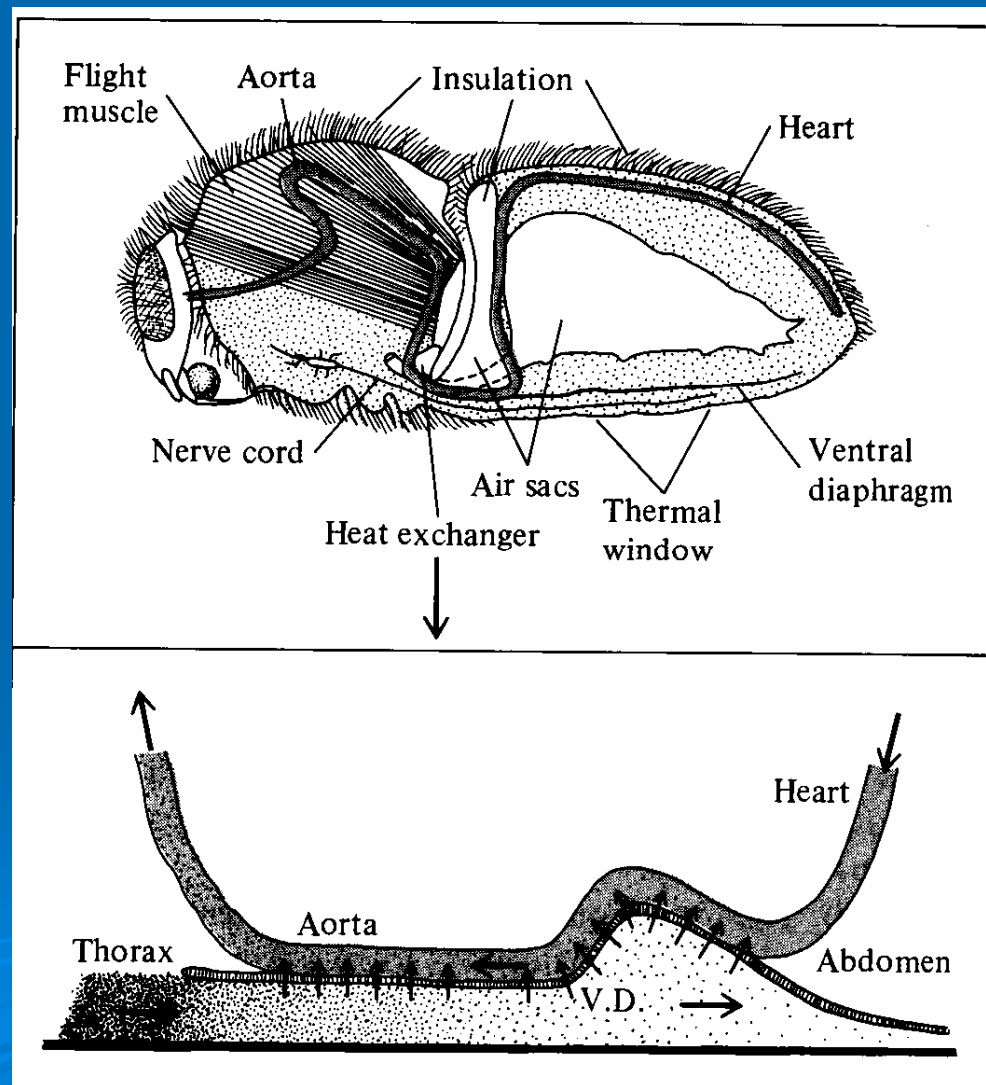 Flight
muscle
Aorta
Insulation
Heart
Nerve cord
Air sacs
Heat exchanger
Thermal
window
Ventral
diaphragm
Heart
Aorta
Thorax
Abdomen
V.D.